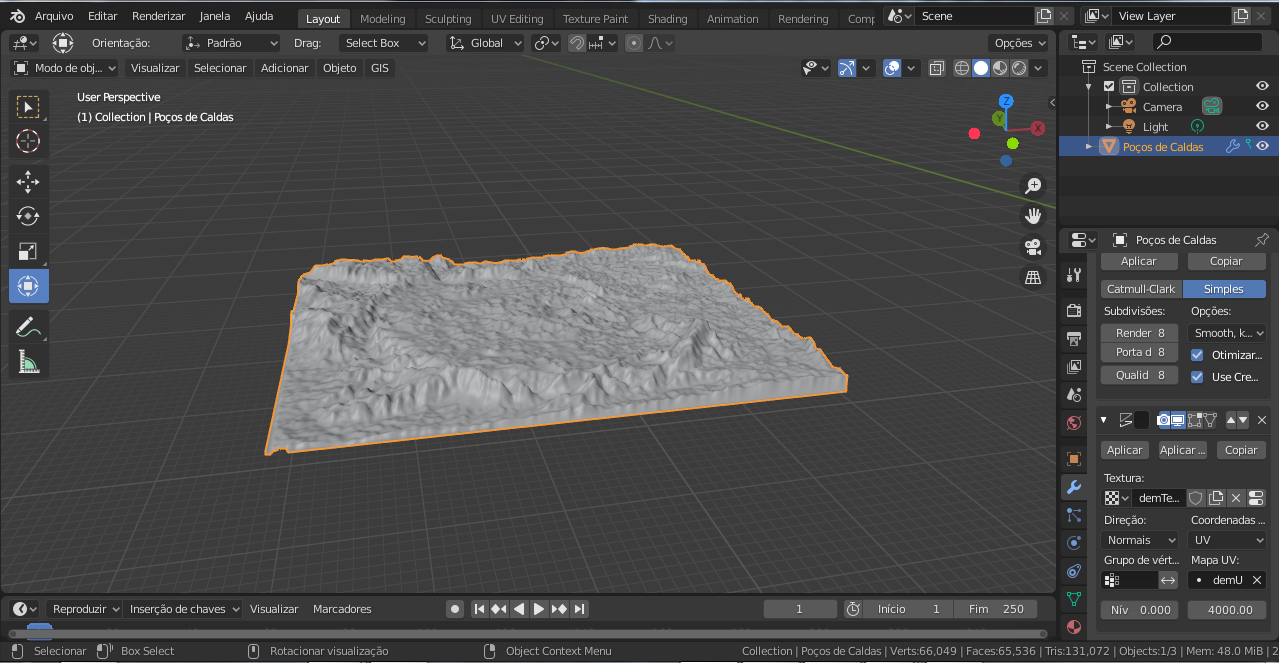 Arquivo Editar Renderizar Janela Ajuda Layout Modeling Sculpting UV Editing Texture Paint Shading Animation Rendering Comp Scene View Layer
Orientação: Padrão Drag: Select Box Global Opções
Modo de obj... Visualizar Selecionar Adicionar Objeto GIS
User Perspective
(1) Collection | Poços de Caldas
Z
Y
X
Scene Collection
Collection
Camera
Light
Poços de Caldas
Poços de Caldas
Aplicar Copiar
Catmull-Clark Simples
Subdivisões: Opções:
Render 8 Smooth, k...
Porta d 8 Otimizar...
Qualid 8 Use Cre...
Aplicar Aplicar ... Copiar
Textura:
demTe...
Direção: Coordenadas ...
Normais UV
Grupo de vért... Mapa UV:
demU
Nív 0.000 4000.00
Reproduzir Inserção de chaves Visualizar Marcadores 1 Início 1 Fim 250
Selecionar Box Select Rotacionar visualização Object Context Menu Collection | Poços de Caldas | Verts:66,049 | Faces:65,536 | Tris:131,072 | Objects:1/3 | Mem: 48.0 MiB | 2